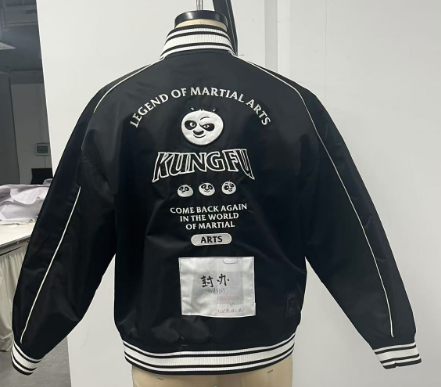 LEGEND OF MARTIAL ARTS
KUNGFU
COME BACK AGAIN
IN THE WORLD
OF MARTIAL
ARTS
封办